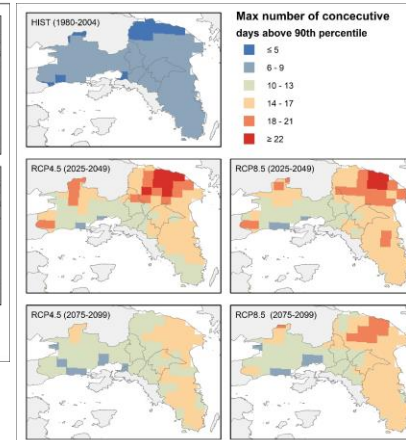 HIST (1980-2004)
Max number of concecutive
days above 90th percentile
≤ 5
6 - 9
10 - 13
14 - 17
18 - 21
≥ 22
RCP4.5 (2025-2049)
RCP8.5 (2025-2049)
RCP4.5 (2075-2099)
RCP8.5 (2075-2099)